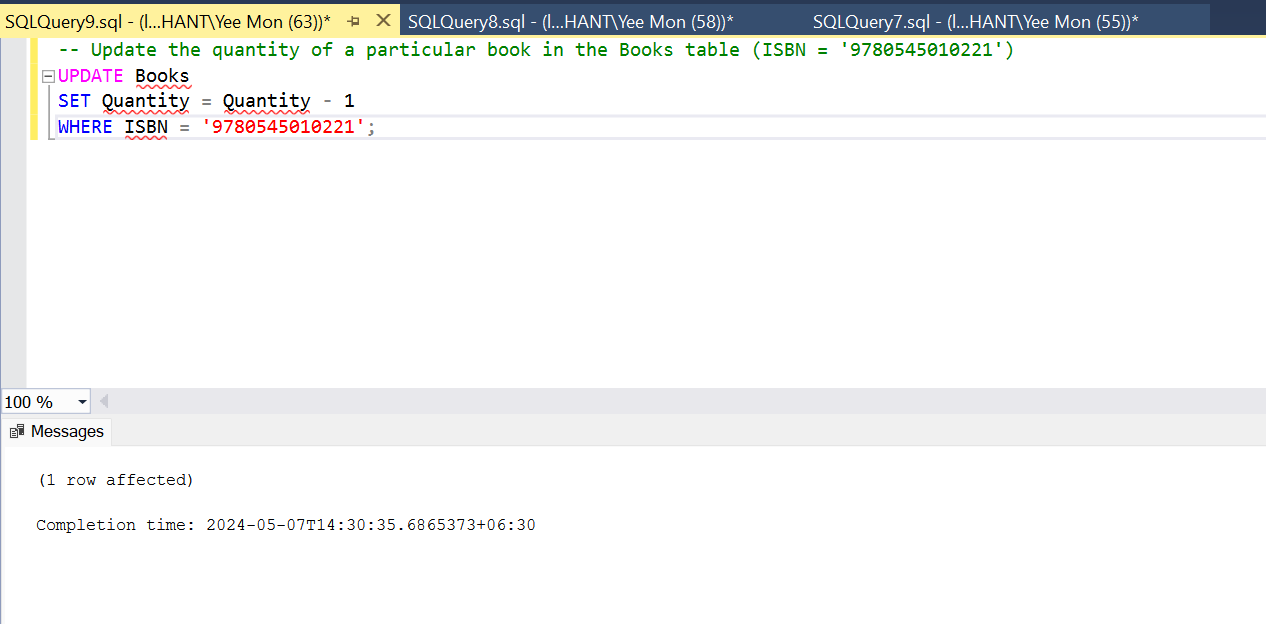 SQLQuery9.sql - (l...HANT\Yee Mon (63))* SQLQuery8.sql - (l...HANT\Yee Mon (58))* SQLQuery7.sql - (l...HANT\Yee Mon (55))*
-- Update the quantity of a particular book in the Books table (ISBN = '9780545010221')
UPDATE Books
SET Quantity = Quantity - 1
WHERE ISBN = '9780545010221';
100 %
Messages
(1 row affected)
Completion time: 2024-05-07T14:30:35.6865373+06:30